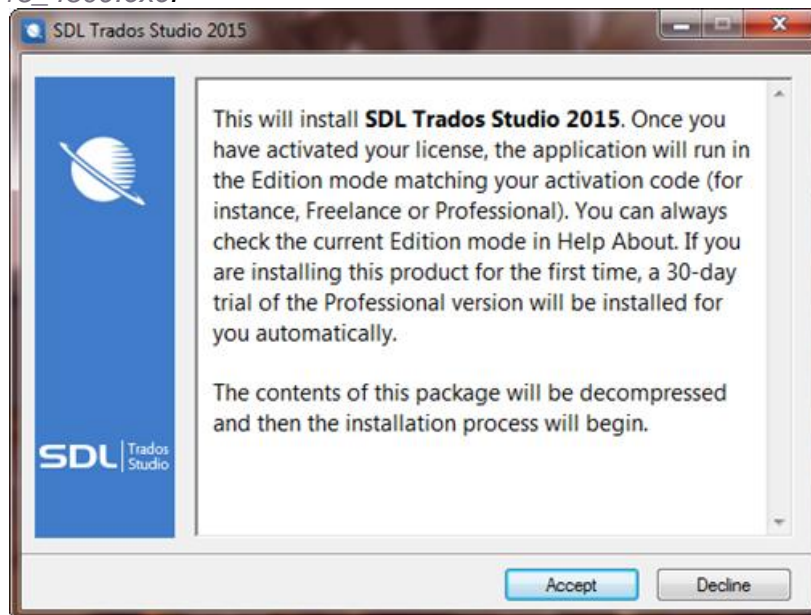 SDL Trados Studio 2015
This will install SDL Trados Studio 2015. Once you
have activated your license, the application will run in
the Edition mode matching your activation code (for
instance, Freelance or Professional). You can always
check the current Edition mode in Help About. If you
are installing this product for the first time, a 30-day
trial of the Professional version will be installed for
you automatically.
The contents of this package will be decompressed
and then the installation process will begin.
SDL Trados
Studio
Accept Decline